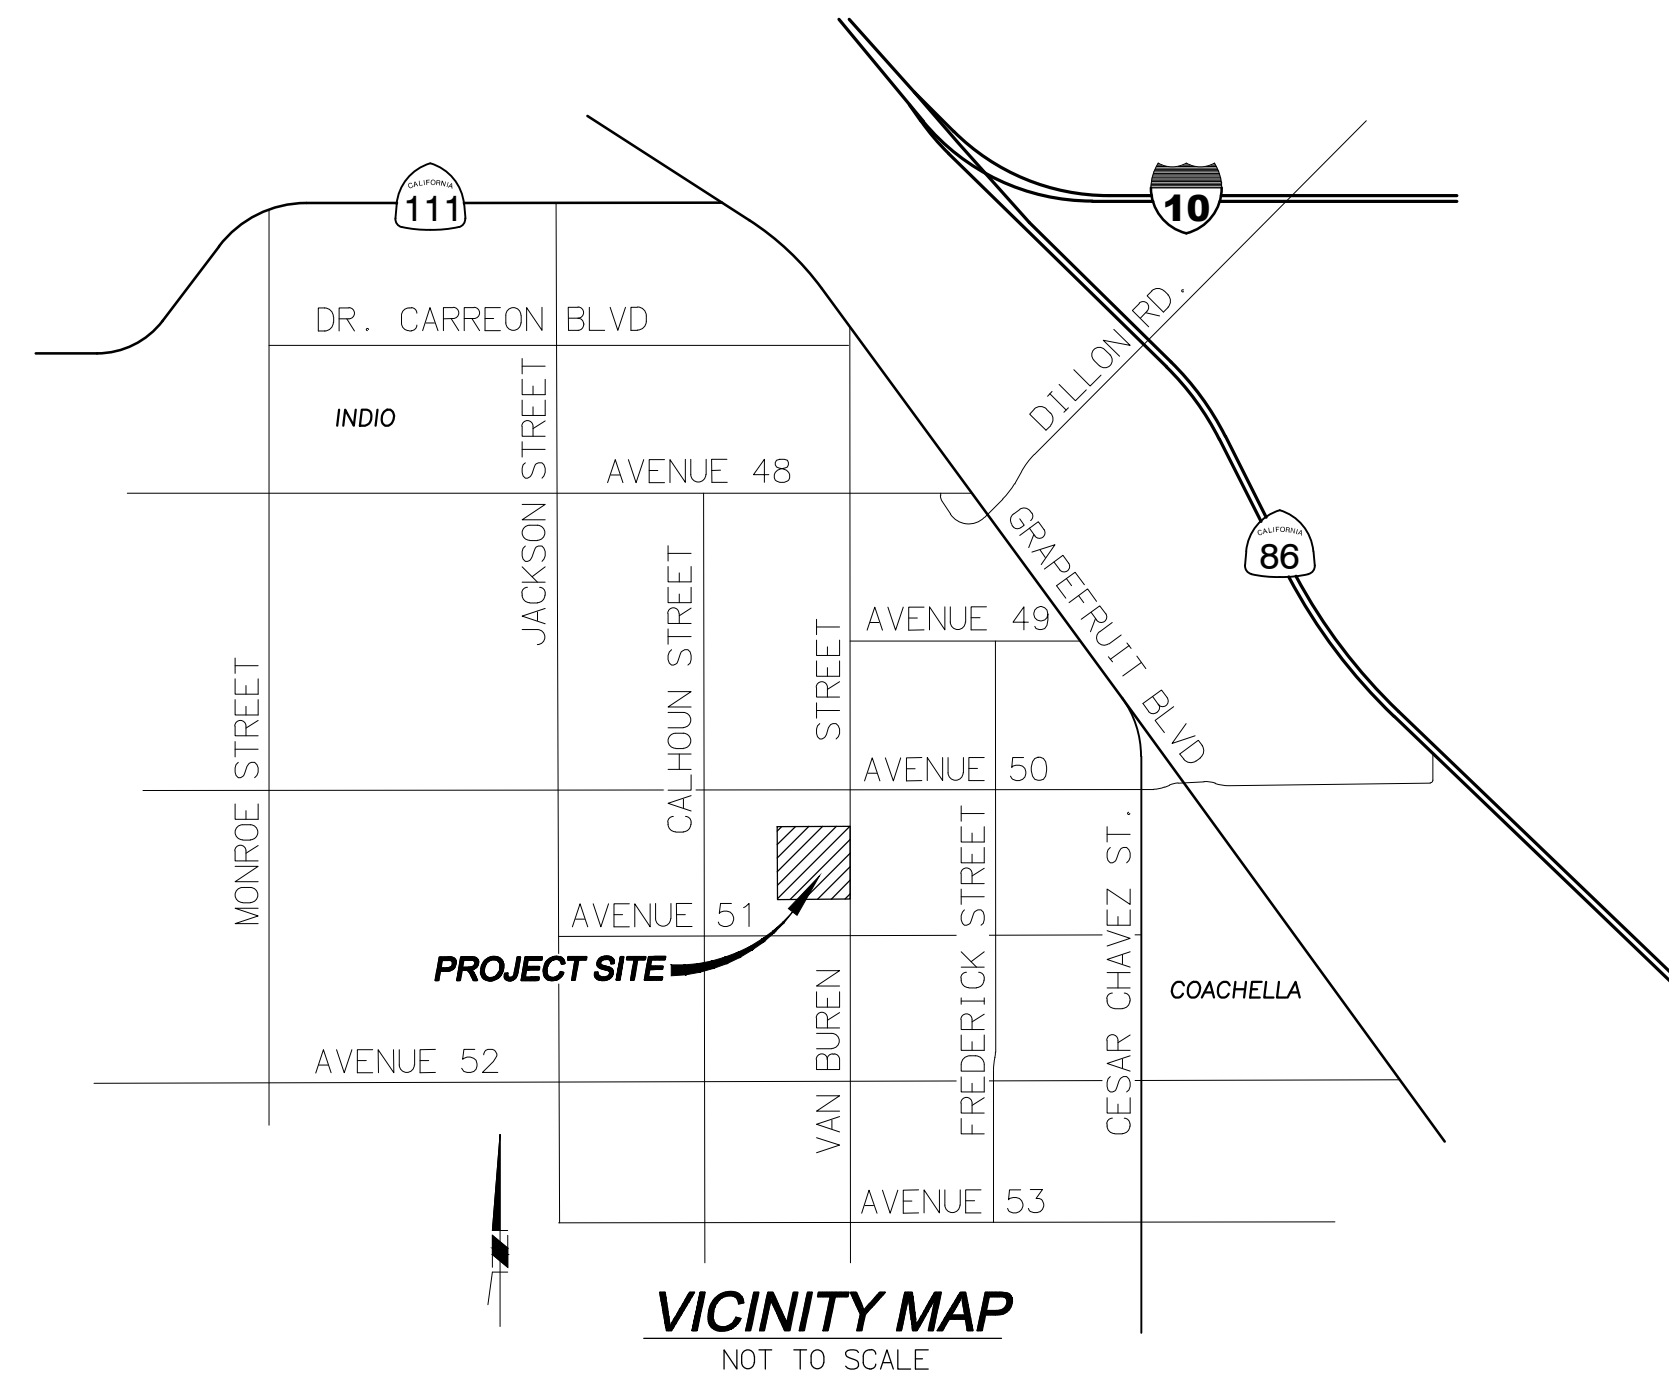 CALIFORNIA
111
10
DR. CARREON BLVD
DILLON RD.
INDIO
JACKSON STREET
AVENUE 48
GRAPEFRUIT BLVD
CALIFORNIA
86
CALHOUN STREET
AVENUE 49
MONROE STREET
VAN BUREN STREET
AVENUE 50
FREDERICK STREET
CESAR CHAVEZ ST.
AVENUE 51
PROJECT SITE
COACHELLA
AVENUE 52
AVENUE 53
N
VICINITY MAP
NOT TO SCALE